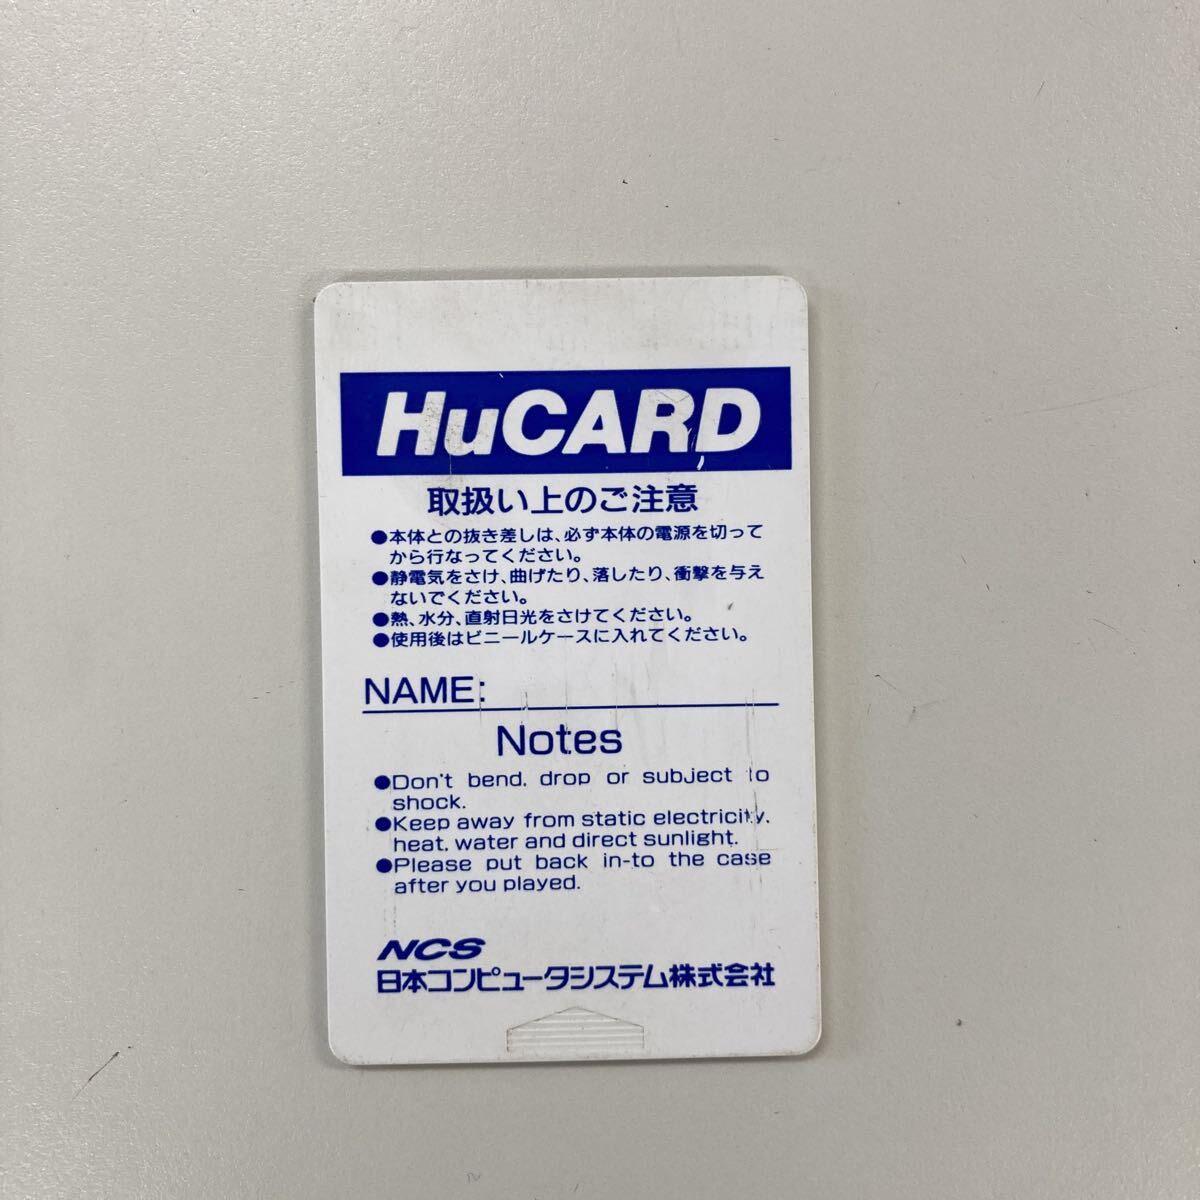 HuCARD
取扱い上のご注意
●本体との抜き差しは、必ず本体の電源を切って
から行なってください。
●静電気をさけ、曲げたり、落したり、衝撃を与え
ないでください。
●熱、水分、直射日光をさけてください。
●使用後はビニールケースに入れてください。
NAME:
Notes
●Don't bend, drop or subject to
shock.
●Keep away from static electricity,
heat, water and direct sunlight.
●Please put back in-to the case
after you played.
NCS
日本コンピュータシステム株式会社